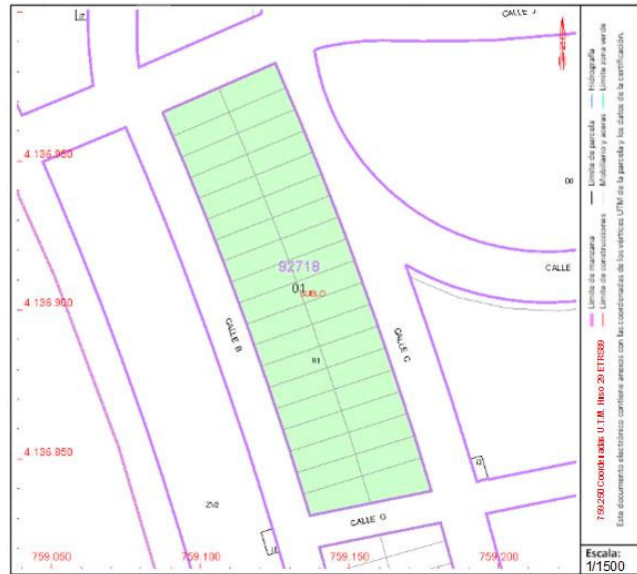 CALLE J
4.136.950
D0
92718
01
SUELO
CALLE
4.136.900
CALLE B
CALLE C
R1
4.136.850
ZV2
CALLE G
759.050
759.100
759.150
759.200
Límite de manzana
Límite de parcela
Hidrografía
Límite de construcciones
Mobiliario y aceras
Límite zona verde
759.250 Coordenadas U.T.M. Huso 29 ETRS89
Este documento electrónico contiene anexos con las coordenadas de los vértices UTM de la parcela y los datos de la certificación.
Escala:
1/1500